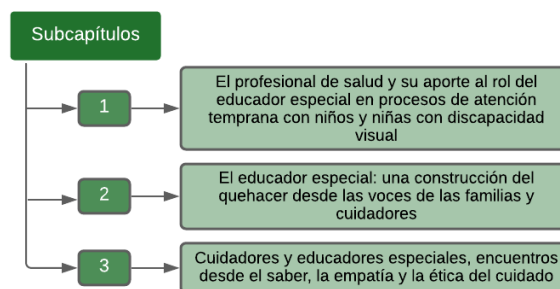 Subcapítulos
1
El profesional de salud y su aporte al rol del
educador especial en procesos de atención
temprana con niños y niñas con discapacidad
visual
2
El educador especial: una construcción del
quehacer desde las voces de las familias y
cuidadores
3
Cuidadores y educadores especiales, encuentros
desde el saber, la empatía y la ética del cuidado